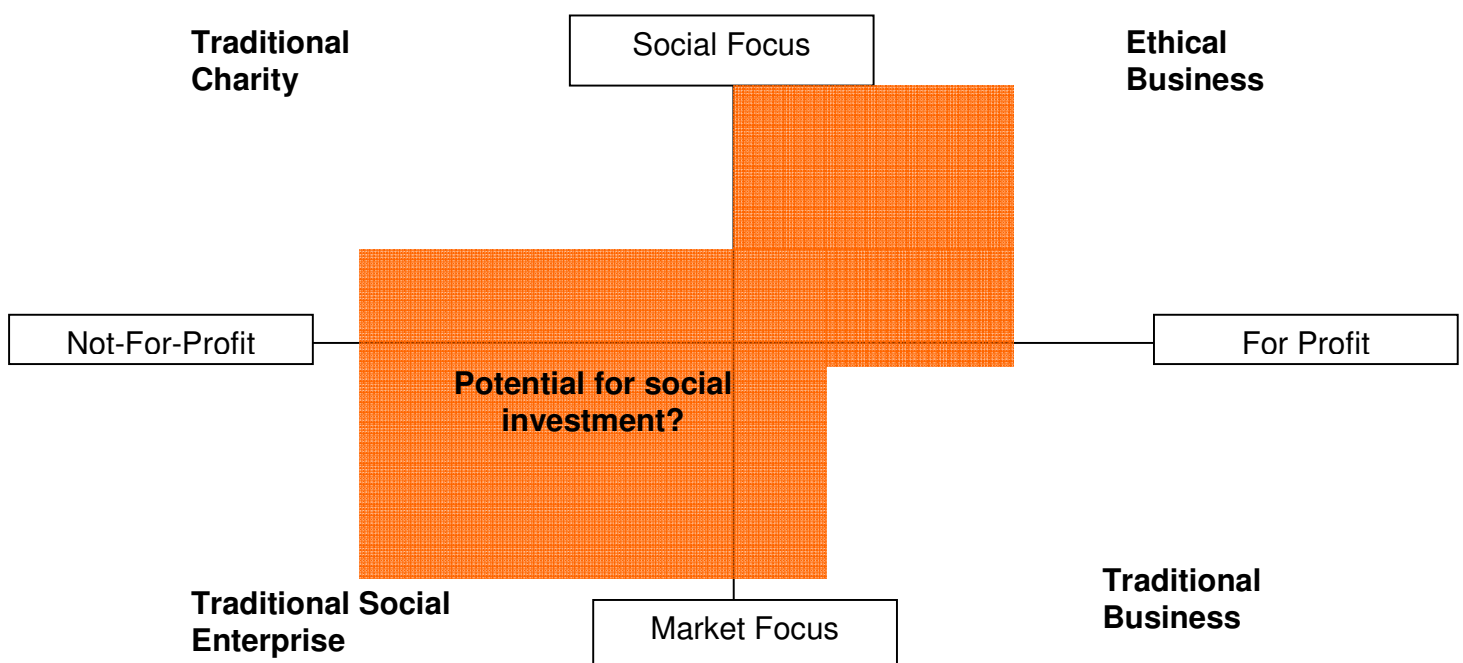 Traditional
Charity
Social Focus
Ethical
Business
Not-For-Profit
For Profit
Potential for social
investment?
Traditional Social
Enterprise
Market Focus
Traditional
Business